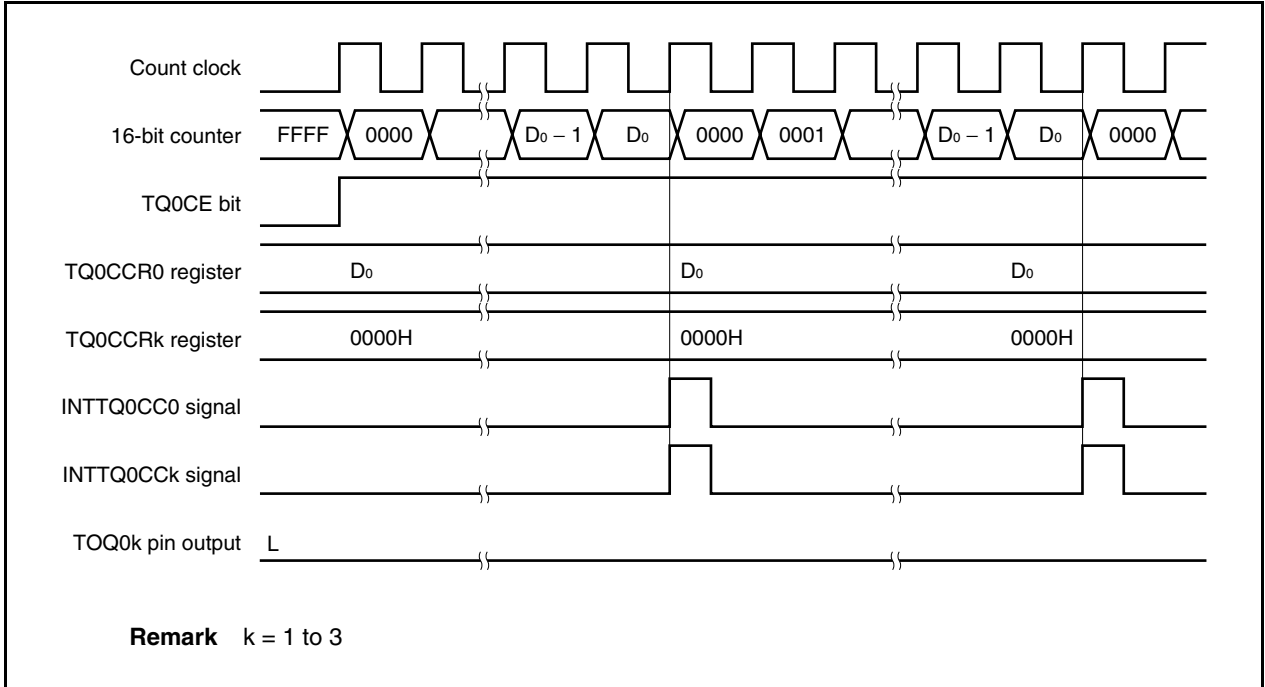 Count clock
16-bit counter FFFF 0000 D₀ − 1 D₀ 0000 0001 D₀ − 1 D₀ 0000
TQ0CE bit
TQ0CCR0 register D₀ D₀ D₀
TQ0CCRk register 0000H 0000H 0000H
INTTQ0CC0 signal
INTTQ0CCk signal
TOQ0k pin output L
Remark k = 1 to 3